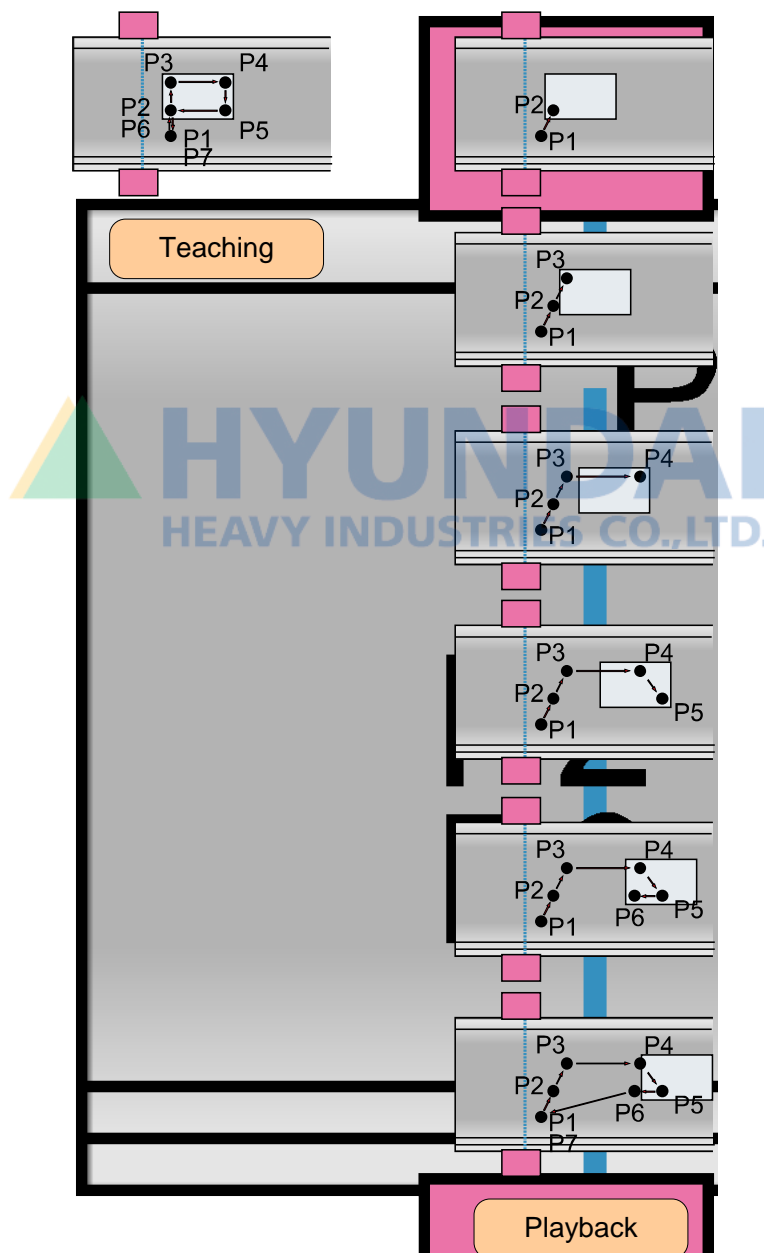 P3 P4
P2
P6 P1 P5
P7
Teaching
P2
P1
P3
P2
P1
P
HYUNDAI
HEAVY INDUSTRIES CO.,LTD.
P3 P4
P2
P1
P3 P4
P2
P5
P1
P3 P4
P2 P5
P6
P1
P3 P4
P2 P5
P6
P1
P7
Playback